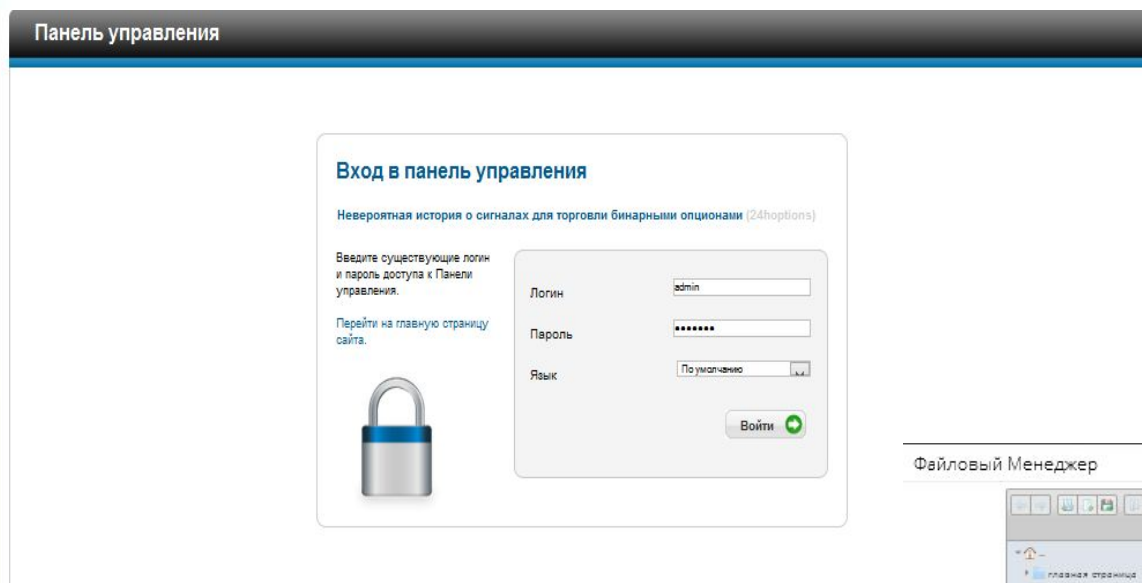 Панель управления
Вход в панель управления
Невероятная история о сигналах для торговли бинарными опционами (24hoptions)
Введите существующие логин
и пароль доступа к Панели
управления.
Перейти на главную страницу
сайта.
Логин
admin
Пароль
•••••••
Язык
По умолчанию
Войти
Файловый Менеджер
главная страница